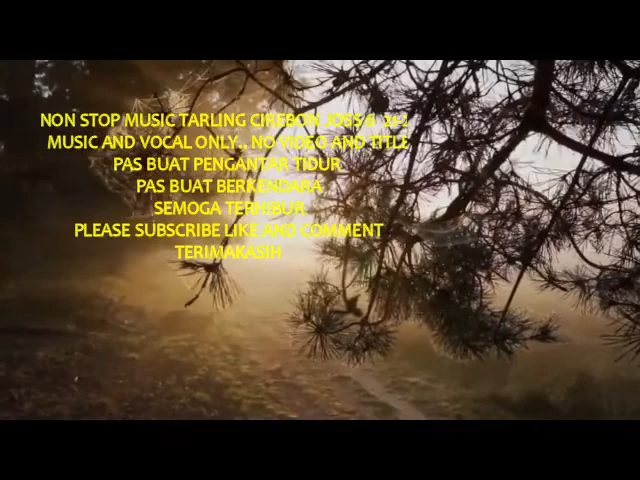 NON STOP MUSIC TARLING CIREBON JOSS 6
MUSIC AND VOCAL ONLY.. NO VIDEO AND TITLE
PAS BUAT PENGANTAR TIDUR
PAS BUAT BERKENDARA
SEMOGA TERHIBUR
PLEASE SUBSCRIBE LIKE AND COMMENT
TERIMAKASIH